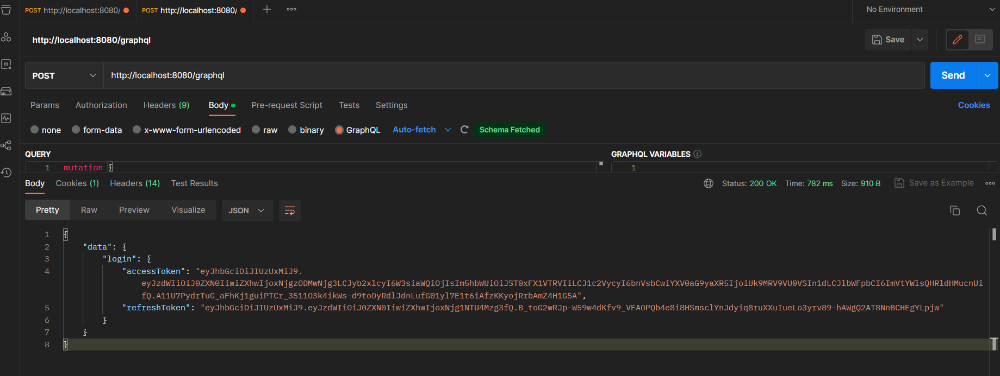 POST http://localhost:8080/ POST http://localhost:8080/ No Environment
http://localhost:8080/graphql Save
POST http://localhost:8080/graphql Send
Params Authorization Headers (9) Body Pre-request Script Tests Settings Cookies
none form-data x-www-form-urlencoded raw binary GraphQL Auto-fetch Schema Fetched
QUERY GRAPHQL VARIABLES
1 mutation { 1
Body Cookies (1) Headers (14) Test Results Status: 200 OK Time: 782 ms Size: 910 B Save as Example
Pretty Raw Preview Visualize JSON
1 {
2 "data": {
3 "login": {
4 "accessToken": "eyJhbGciOiJIUzUxMiJ9.
eyJzdWIiOiJ0ZXN0IiwiZXhwIjoxNjgzODMwNjg3LCJyb2xlcyI6W3siaWQiOjIsIm5hbWUiOiJST0xFX1VTRVIiLCJ1c2VycyI6bnVsbCwiYXV0aG9yaXR5IjoiUk9MRV9VU0VSIn1dLCJlbWFpbCI6ImVtYWlsQHRldHMucnUi
fQ.A11U7PydrTuG_aFhKj1guiPTCr_3511O3k4ikWs-d9toOyRdlJdnLufG01yl7E1t6iAfzKKyojRrbAmZ4H1G5A",
5 "refreshToken": "eyJhbGciOiJIUzUxMiJ9.eyJzdWIiOiJ0ZXN0IiwiZXhwIjoxNjg1NTU4Mzg3fQ.B_toG2wRJp-W59w4dKfv9_VFAOPQb4e8i8HSmsclYnJdyiq8ruXXuIueLo3yrv89-hAWgQ2AT8NnBCHEgYLpjw"
6 }
7 }
8 }